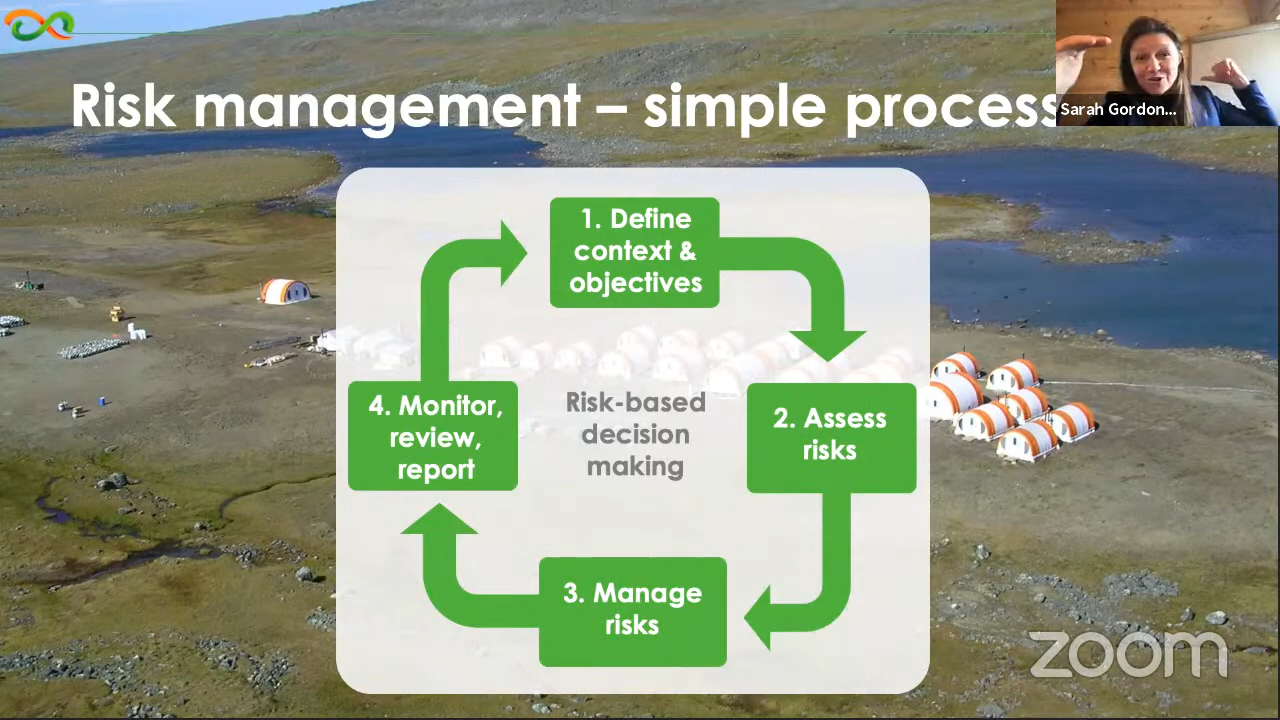 Risk management – simple process
Sarah Gordon...
1. Define
context &
objectives
2. Assess
risks
3. Manage
risks
4. Monitor,
review,
report
Risk-based
decision
making
zoom